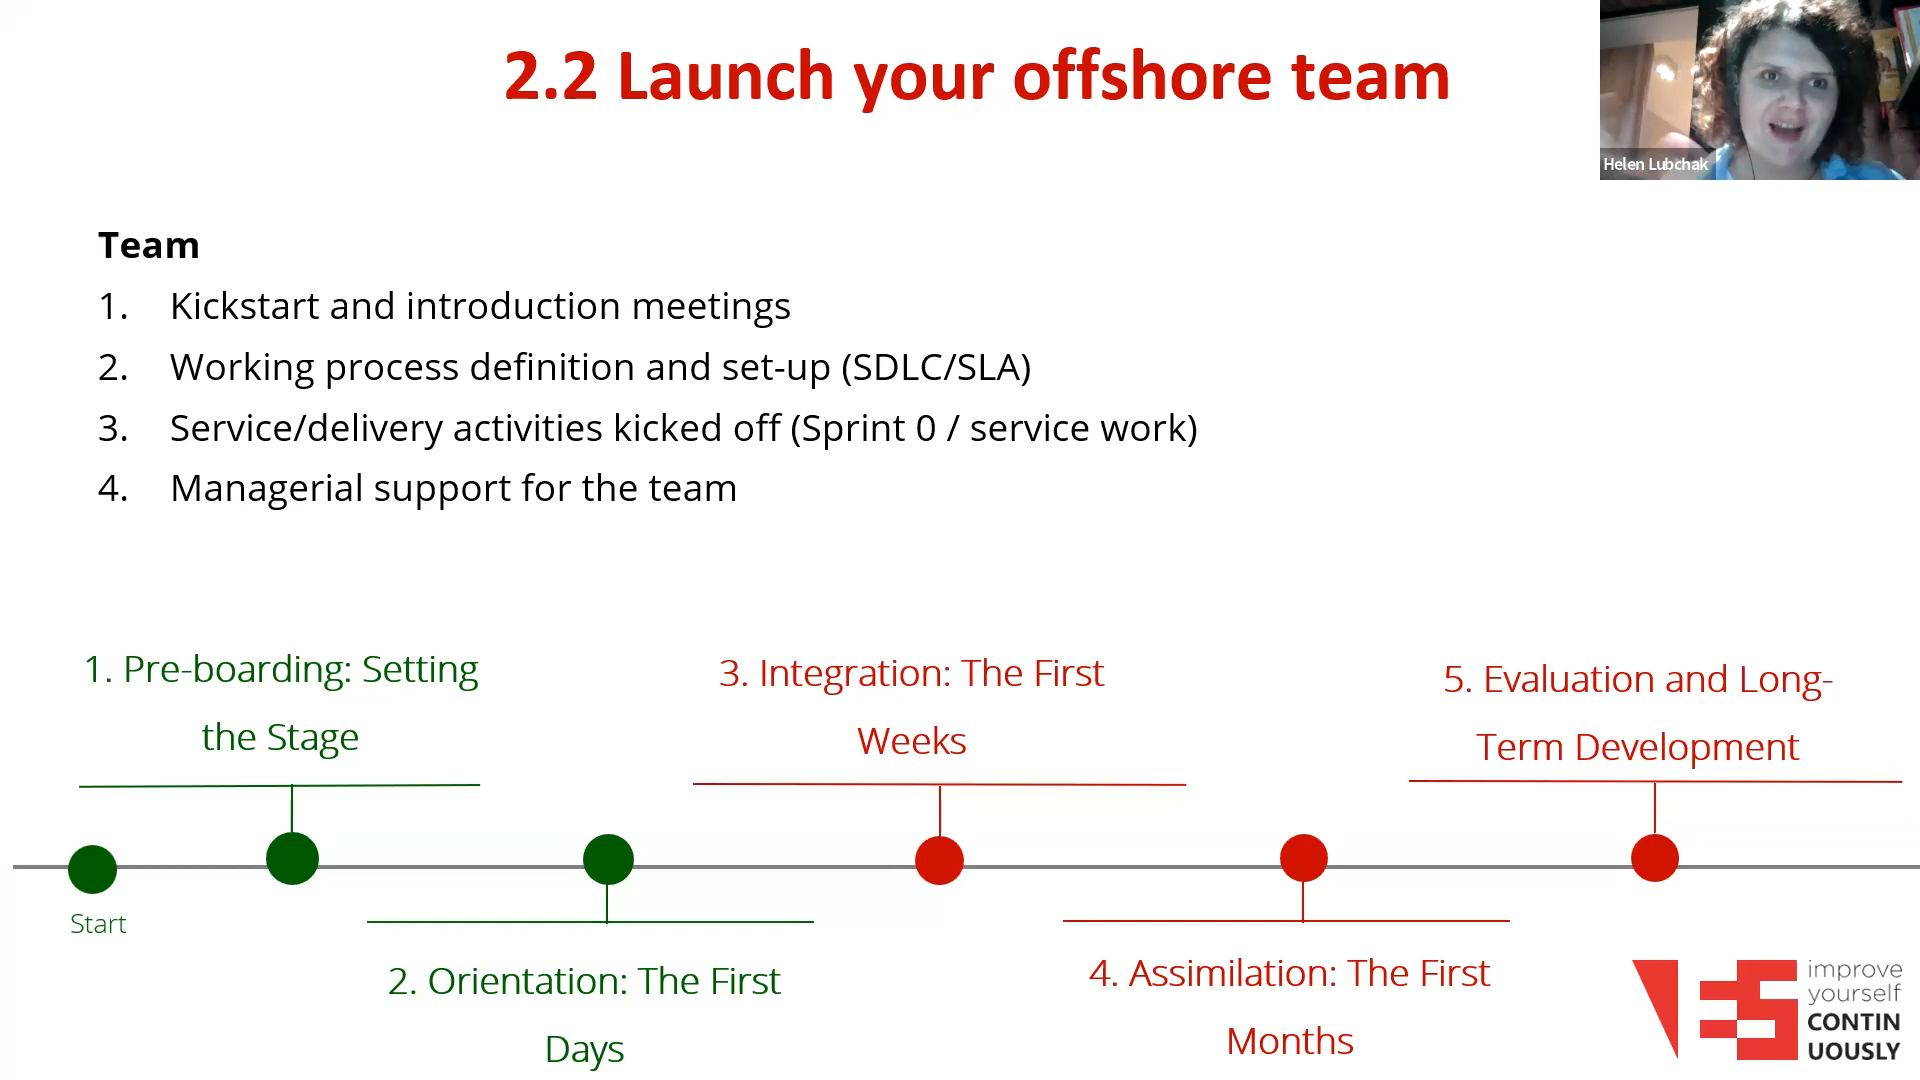 2.2 Launch your offshore team
Helen Lubchak
Team
1. Kickstart and introduction meetings
2. Working process definition and set-up (SDLC/SLA)
3. Service/delivery activities kicked off (Sprint 0 / service work)
4. Managerial support for the team
1. Pre-boarding: Setting
the Stage
3. Integration: The First
Weeks
5. Evaluation and Long-
Term Development
Start
2. Orientation: The First
Days
4. Assimilation: The First
Months
improve
yourself
CONTIN
UOUSLY